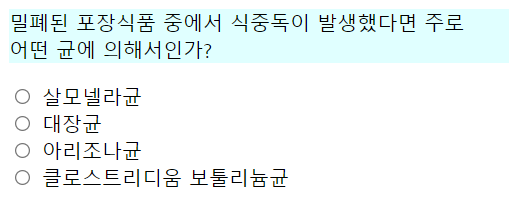 밀폐된 포장식품 중에서 식중독이 발생했다면 주로
어떤 균에 의해서인가?
살모넬라균
대장균
아리조나균
클로스트리디움 보툴리늄균